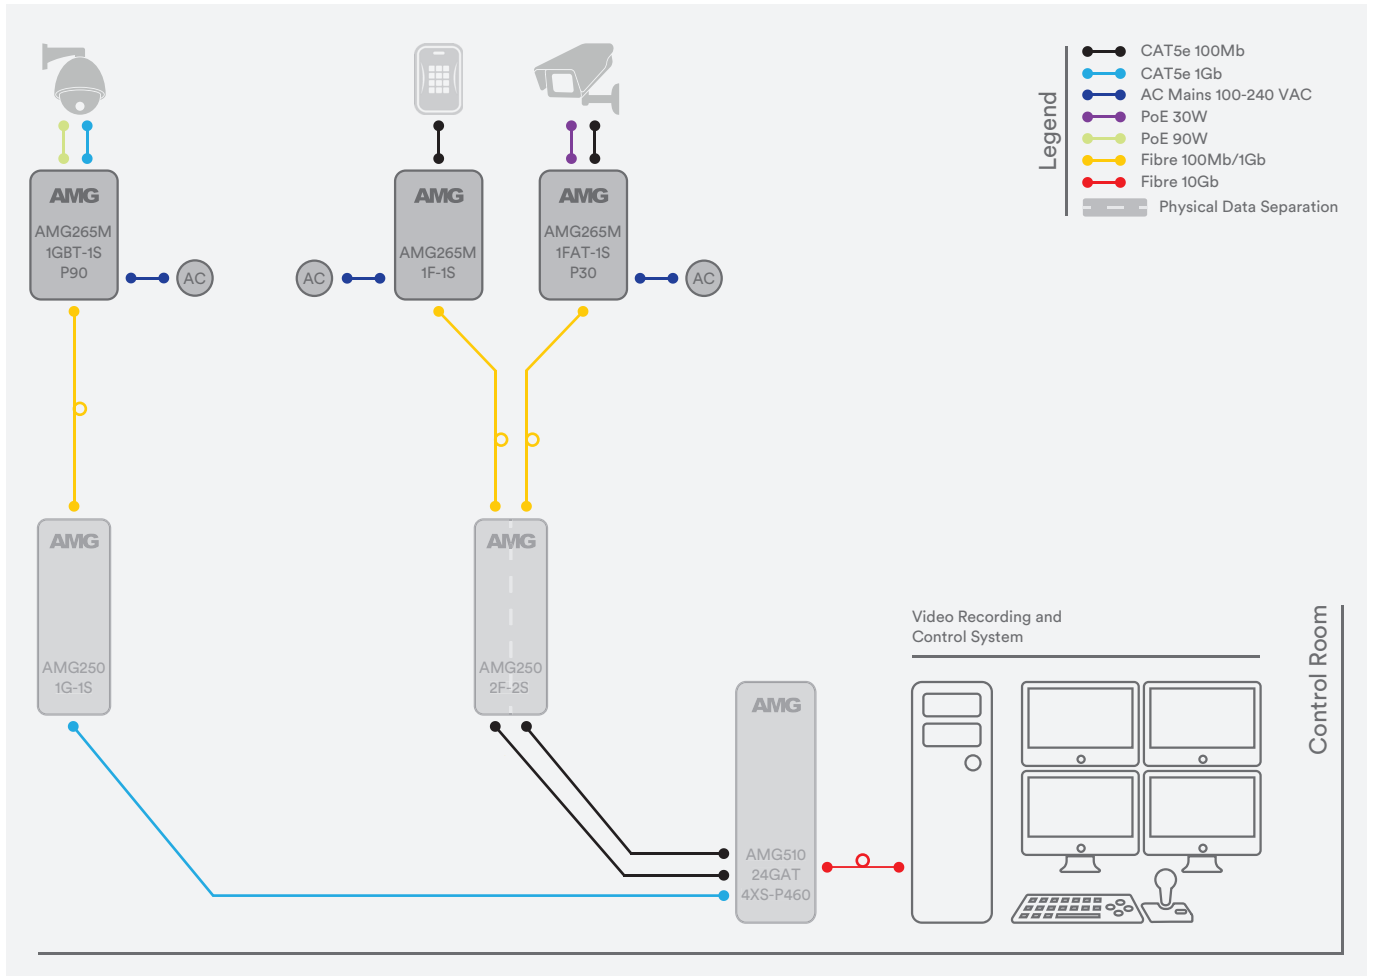 Legend
CAT5e 100Mb
CAT5e 1Gb
AC Mains 100-240 VAC
PoE 30W
PoE 90W
Fibre 100Mb/1Gb
Fibre 10Gb
Physical Data Separation
AMG
AMG265M
1GBT-1S
P90
AC
AC
AMG
AMG265M
1F-1S
AMG
AMG265M
1FAT-1S
P30
AC
AMG
AMG250
1G-1S
AMG
AMG250
2F-2S
AMG
AMG510
24GAT
4XS-P460
Video Recording and
Control System
Control Room